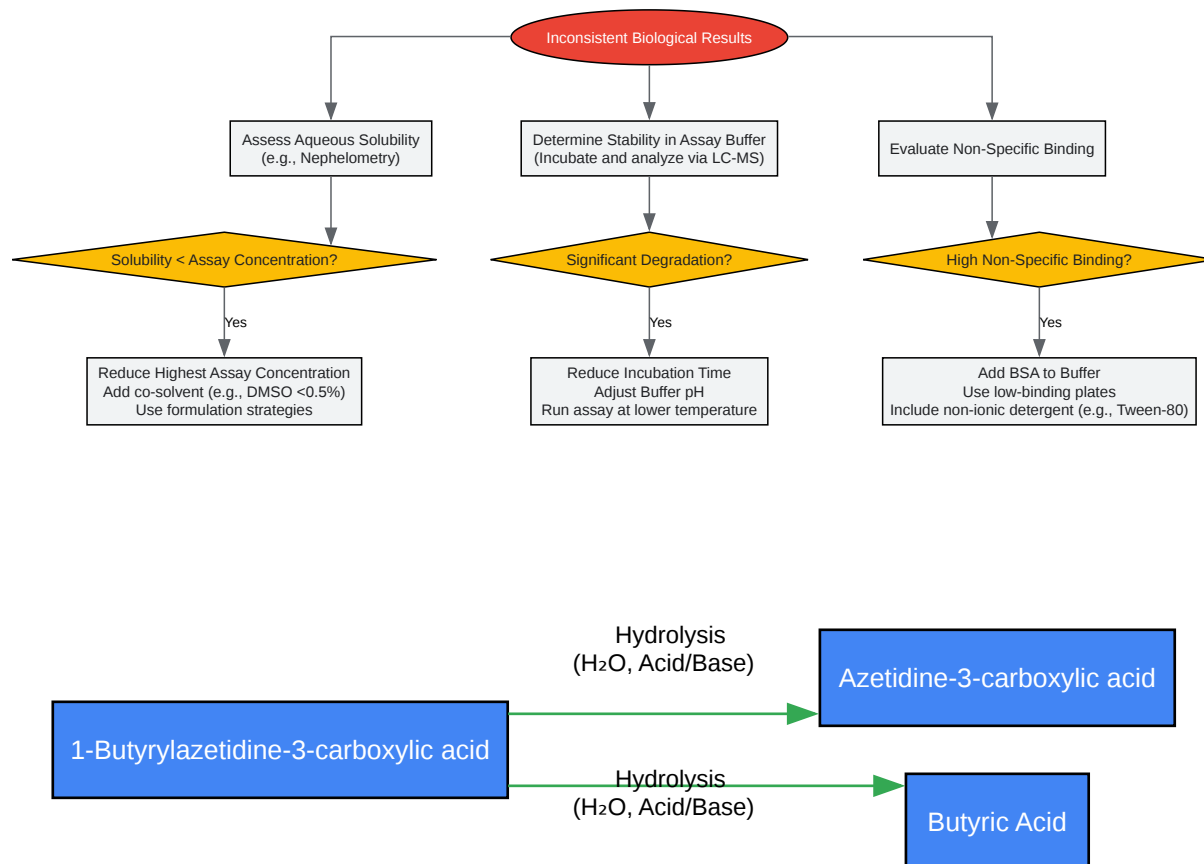 Inconsistent Biological Results
Assess Aqueous Solubility
(e.g., Nephelometry)
Determine Stability in Assay Buffer
(Incubate and analyze via LC-MS)
Evaluate Non-Specific Binding
Solubility < Assay Concentration?
Significant Degradation?
High Non-Specific Binding?
Yes
Yes
Yes
Reduce Highest Assay Concentration
Add co-solvent (e.g., DMSO <0.5%)
Use formulation strategies
Reduce Incubation Time
Adjust Buffer pH
Run assay at lower temperature
Add BSA to Buffer
Use low-binding plates
Include non-ionic detergent (e.g., Tween-80)
Hydrolysis
(H₂O, Acid/Base)
Azetidine-3-carboxylic acid
1-Butyrylazetidine-3-carboxylic acid
Hydrolysis
(H₂O, Acid/Base)
Butyric Acid